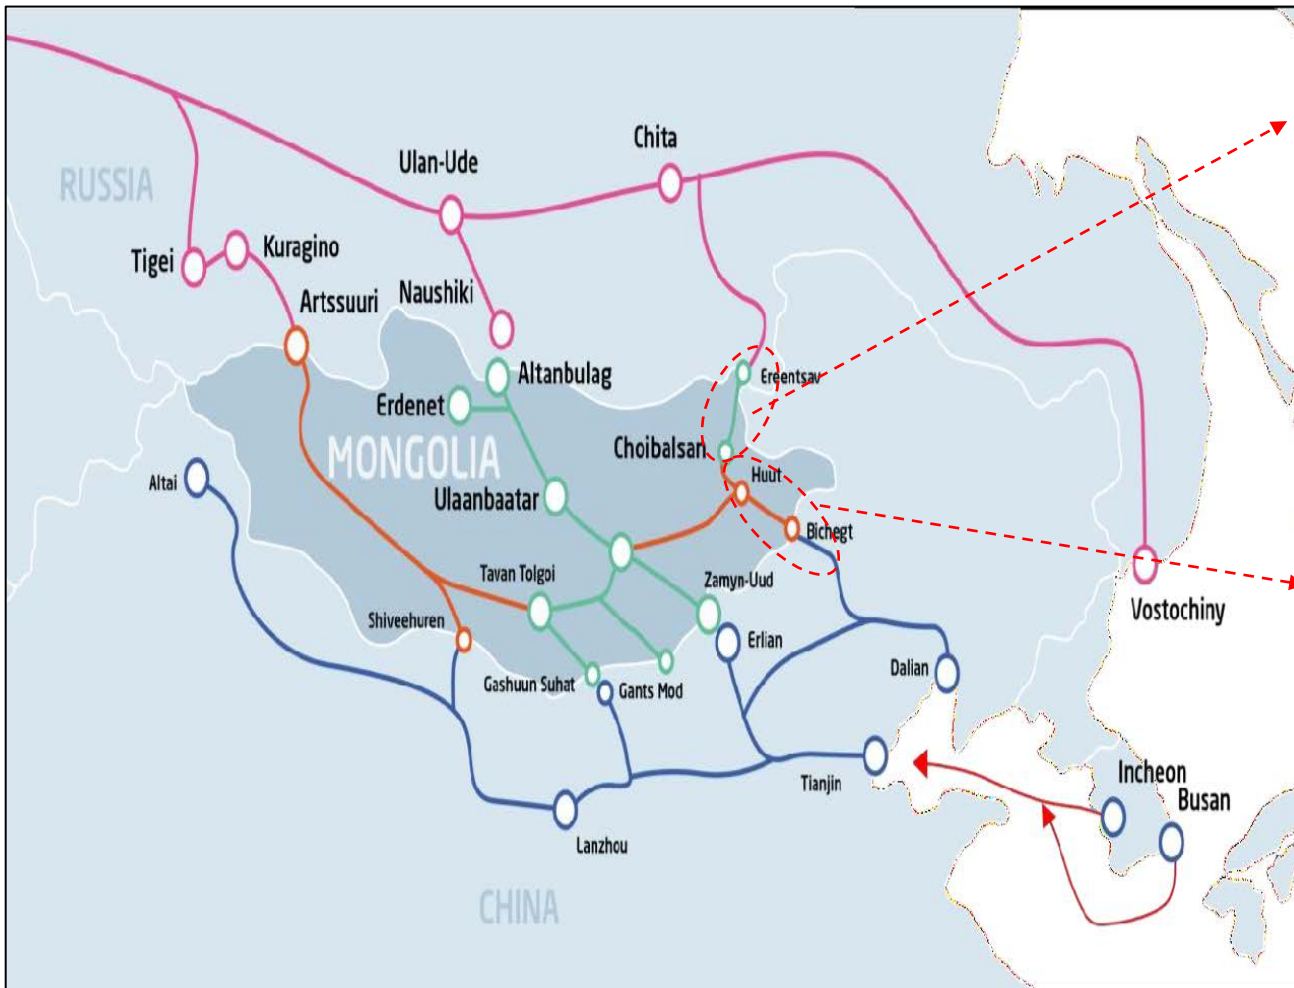 Chita
Ulan-Ude
RUSSIA
Kuragino
Tigei
Naushiki
Artssuuri
Altanbulag
Ereentsav
Erdenet
MONGOLIA
Choibalsan
Huut
Altai
Ulaanbaatar
Bichegt
Tavan Tolgoi
Zamyn-Uud
Vostochiny
Shiveehuren
Erlian
Dalian
Gashuun Suhat
Gants Mod
Incheon
Tianjin
Busan
Lanzhou
CHINA